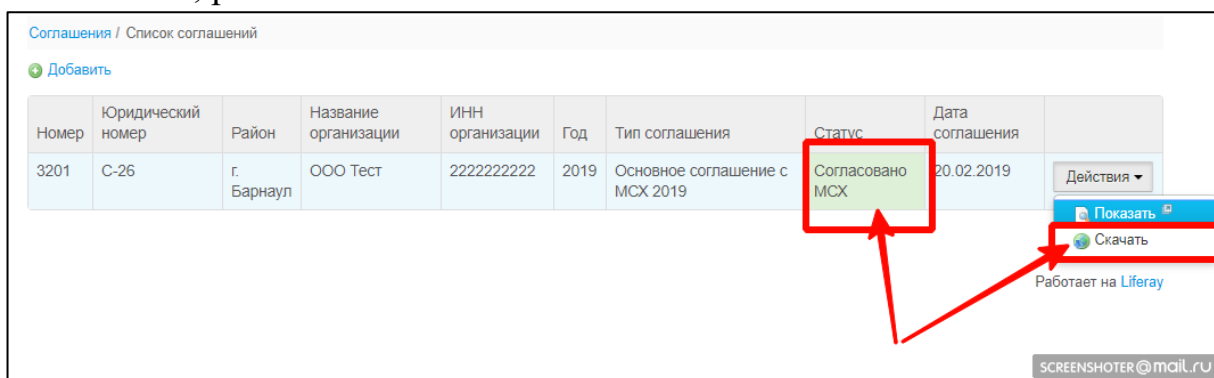 Соглашения / Список соглашений
Добавить
Номер Юридический номер Район Название организации ИНН организации Год Тип соглашения Статус Дата соглашения
3201 С-26 г. Барнаул ООО Тест 2222222222 2019 Основное соглашение с МСХ 2019 Согласовано МСХ 20.02.2019 Действия
Показать
Скачать
Работает на Liferay
SCREENSHOTER@mail.ru